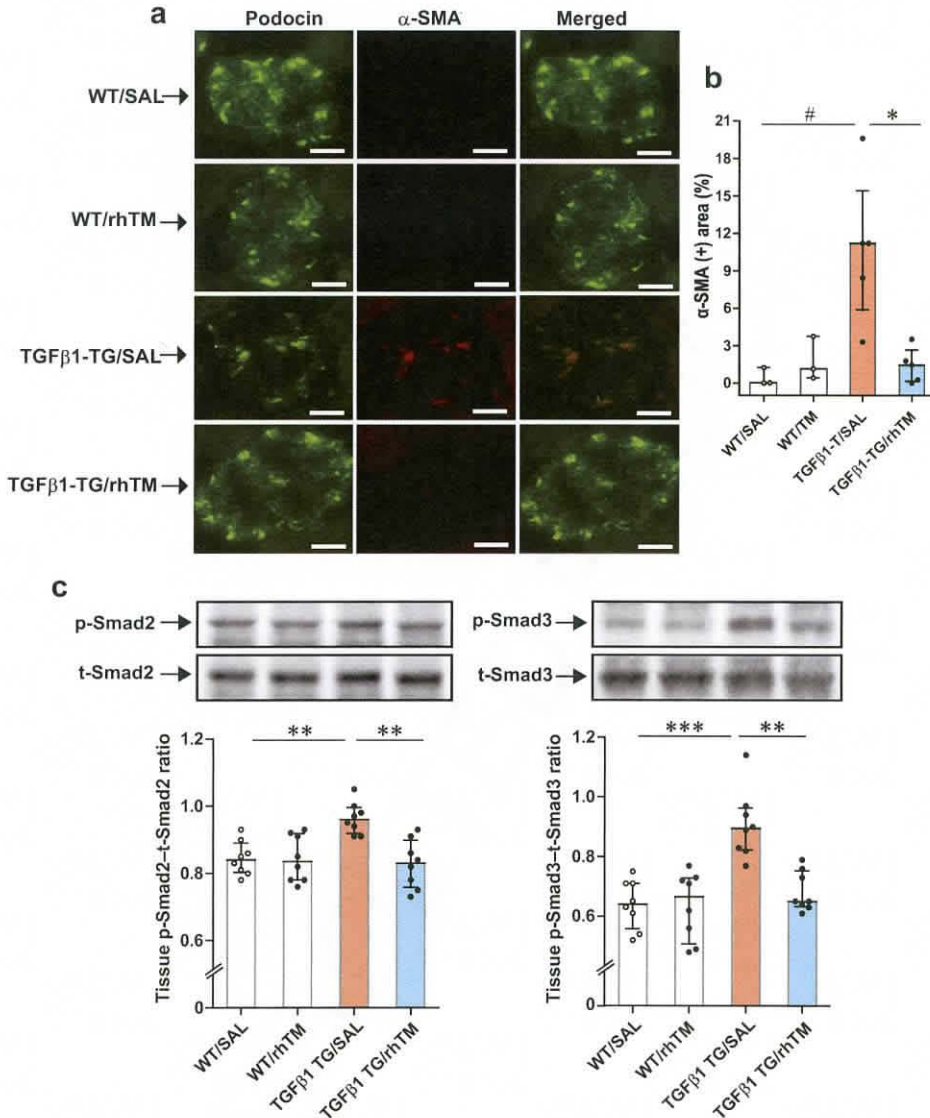 a
Podocin α-SMA Merged
WT/SAL
WT/rhTM
TGFβ1-TG/SAL
TGFβ1-TG/rhTM
b
α-SMA (+) area (%)
# *
21
18
15
12
9
6
3
0
WT/SAL WT/TM TGFβ1-T/SAL TGFβ1-TG/rhTM
c
p-Smad2
t-Smad2
Tissue p-Smad2–t-Smad2 ratio
** **
1.2
1.0
0.8
0.6
0
WT/SAL WT/rhTM TGFβ1 TG/SAL TGFβ1 TG/rhTM
p-Smad3
t-Smad3
Tissue p-Smad3–t-Smad3 ratio
*** **
1.2
1.0
0.8
0.6
0
WT/SAL WT/rhTM TGFβ1 TG/SAL TGFβ1 TG/rhTM